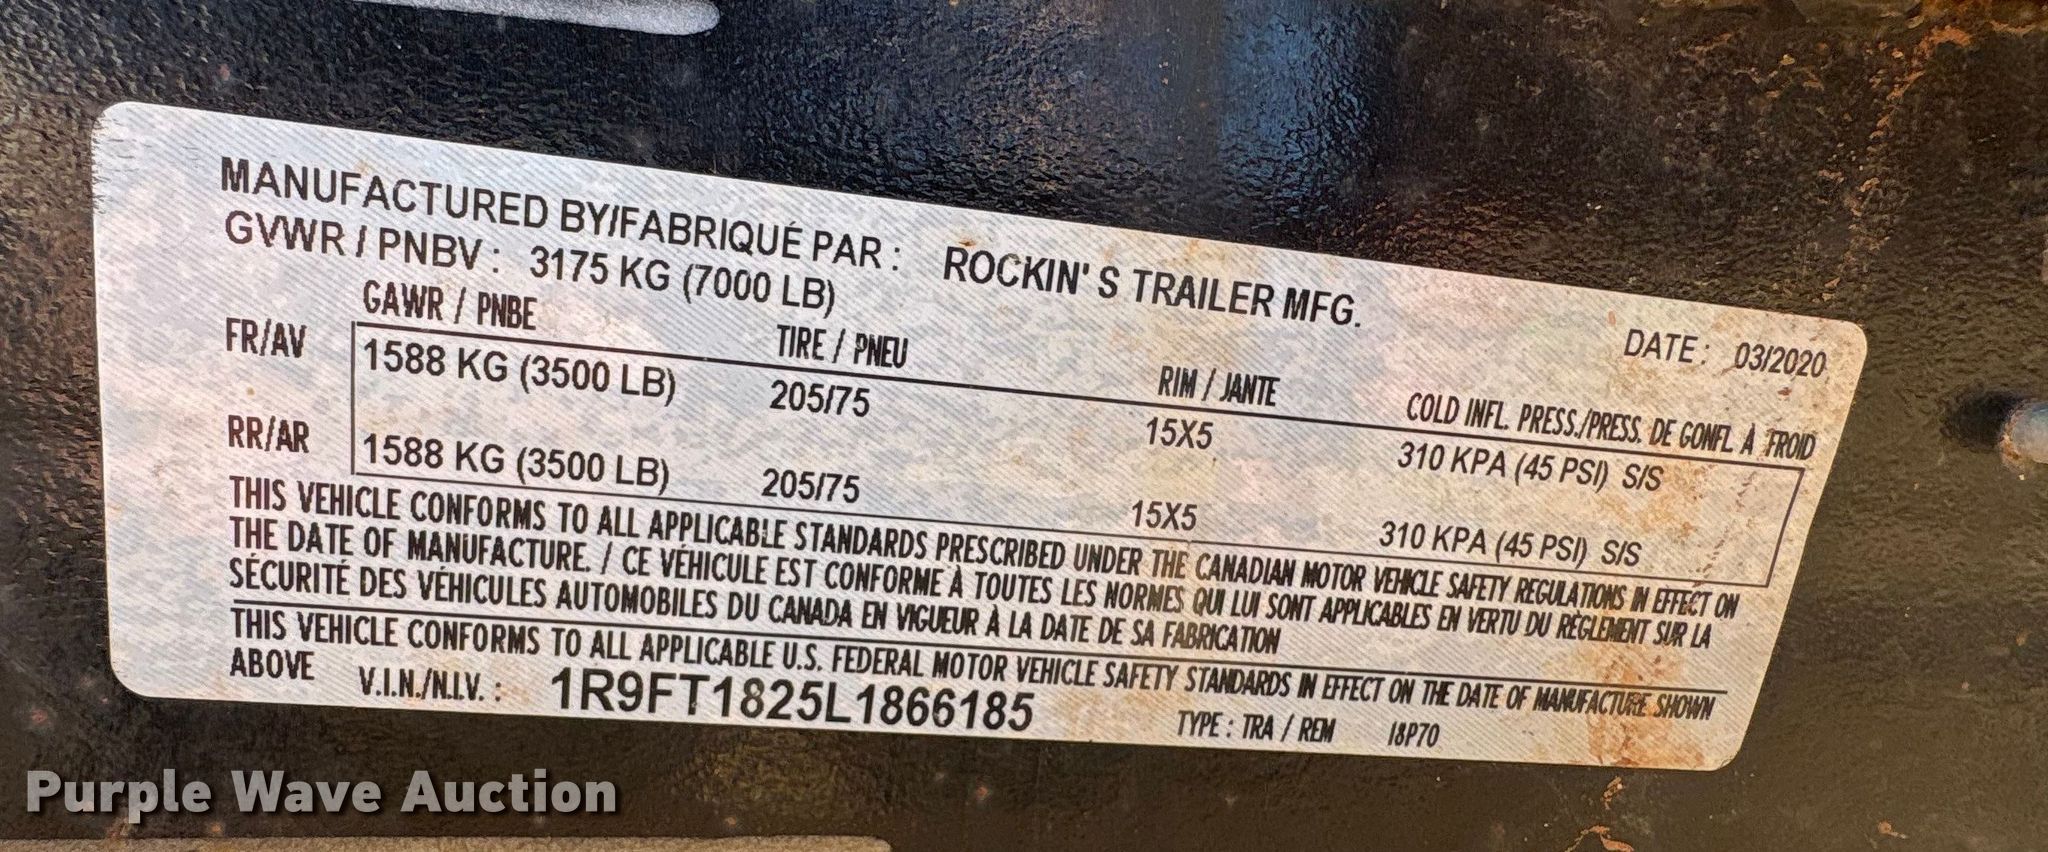 MANUFACTURED BY/FABRIQUÉ PAR : ROCKIN' S TRAILER MFG.
GVWR / PNBV : 3175 KG (7000 LB)
DATE : 03/2020
GAWR / PNBE TIRE / PNEU RIM / JANTE COLD INFL. PRESS./PRESS. DE GONFL. À FROID
FR/AV 1588 KG (3500 LB) 205/75 15X5 310 KPA (45 PSI) S/S
RR/AR 1588 KG (3500 LB) 205/75 15X5 310 KPA (45 PSI) S/S
THIS VEHICLE CONFORMS TO ALL APPLICABLE STANDARDS PRESCRIBED UNDER THE CANADIAN MOTOR VEHICLE SAFETY REGULATIONS IN EFFECT ON
THE DATE OF MANUFACTURE. / CE VÉHICULE EST CONFORME À TOUTES LES NORMES QUI LUI SONT APPLICABLES EN VERTU DU RÈGLEMENT SUR LA
SÉCURITÉ DES VÉHICULES AUTOMOBILES DU CANADA EN VIGUEUR À LA DATE DE SA FABRICATION
THIS VEHICLE CONFORMS TO ALL APPLICABLE U.S. FEDERAL MOTOR VEHICLE SAFETY STANDARDS IN EFFECT ON THE DATE OF MANUFACTURE SHOWN
ABOVE V.I.N./N.I.V. : 1R9FT1825L1866185 TYPE : TRA / REM 18P70
Purple Wave Auction